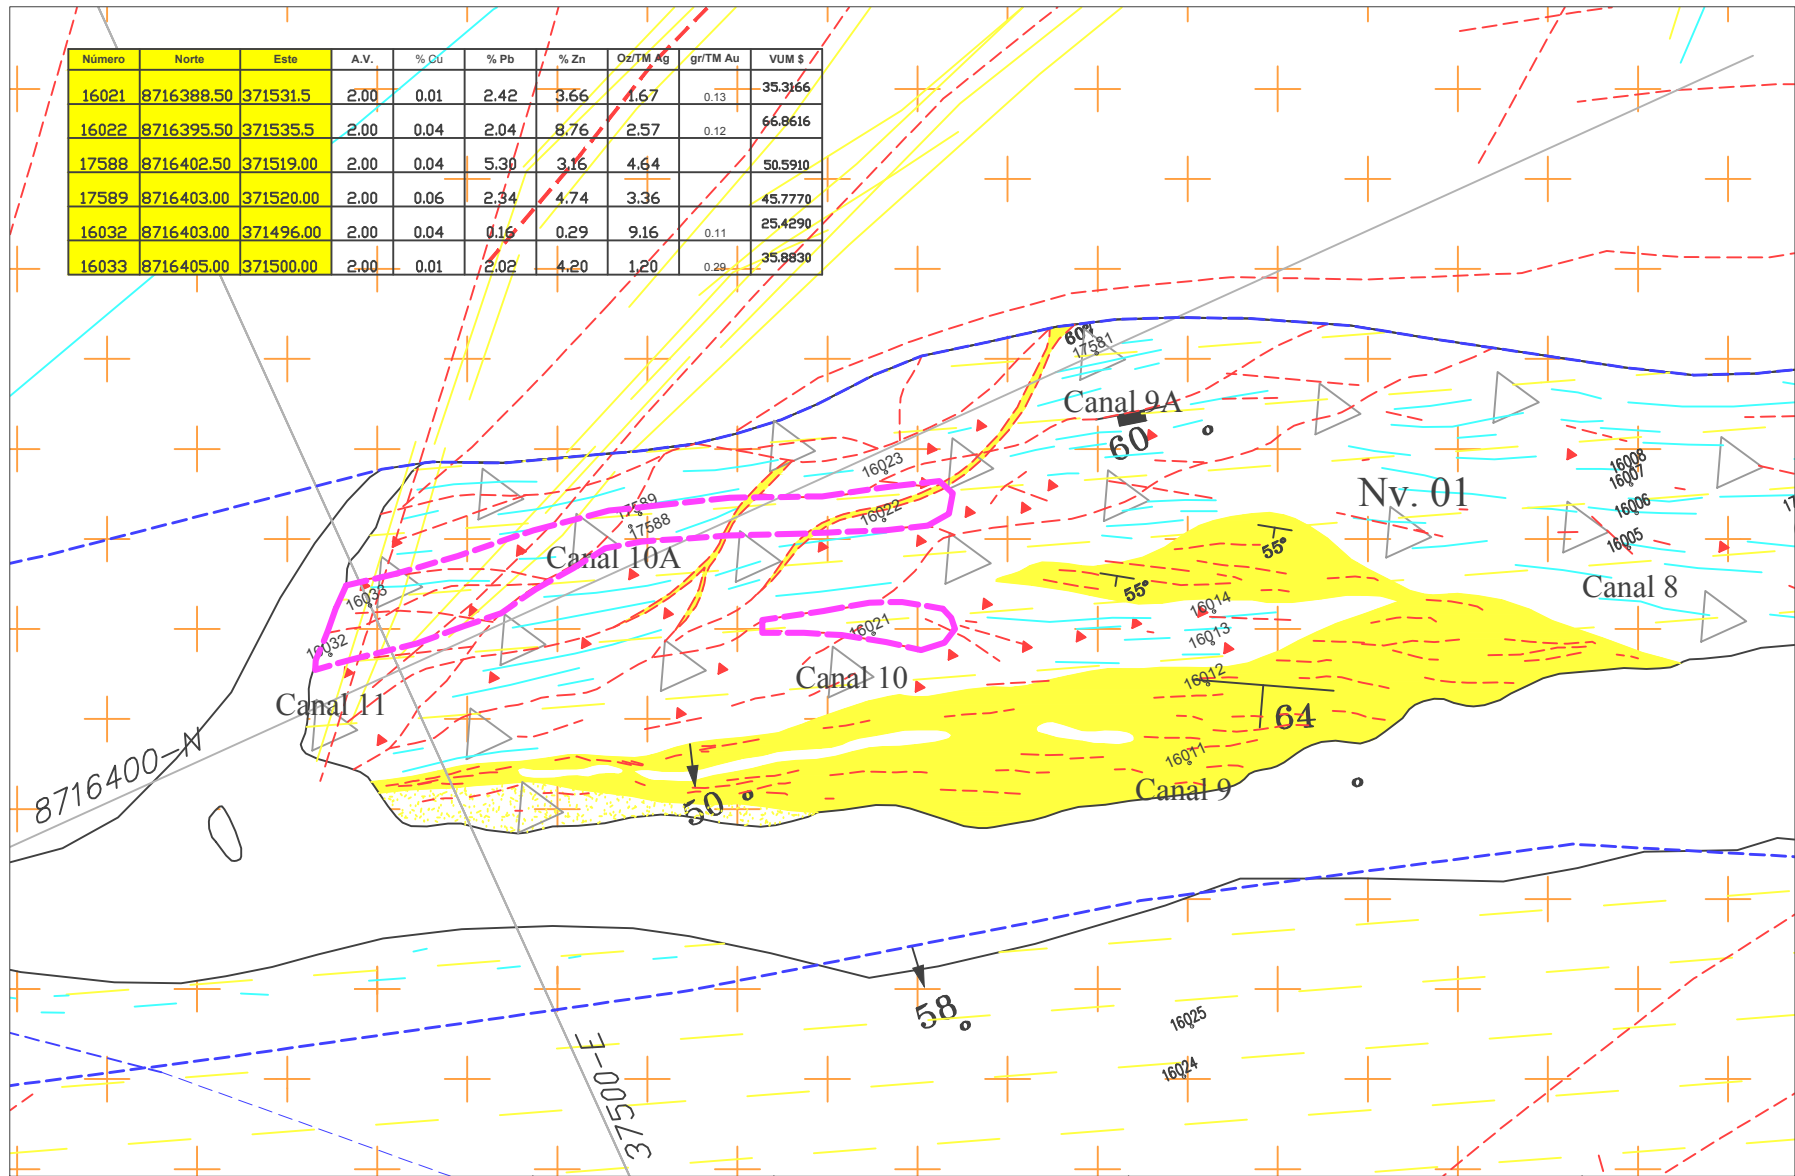 Número Norte Este A.V. % Cu % Pb % Zn Oz/TM Ag gr/TM Au VUM $
16021 8716388.50 371531.5 2.00 0.01 2.42 3.66 1.67 0.13 35.3166
16022 8716395.50 371535.5 2.00 0.04 2.04 8.76 2.57 0.12 66.8616
17588 8716402.50 371519.00 2.00 0.04 5.30 3.16 4.64 50.5910
17589 8716403.00 371520.00 2.00 0.06 2.34 4.74 3.36 45.7770
16032 8716403.00 371496.00 2.00 0.04 0.16 0.29 9.16 0.11 25.4290
16033 8716405.00 371500.00 2.00 0.01 2.02 4.20 1.20 0.29 35.8830
60°
17581
Canal 9A
60°
16023
16008
16007
Nv. 01
17589
16022
16006
17588
16005
55°
Canal 10A
Canal 8
55°
16033
16014
16021
16013
16032
Canal 10
16012
Canal 11
64°
8716400-N
16011
50°
Canal 9
58°
16025
16024
37500-E